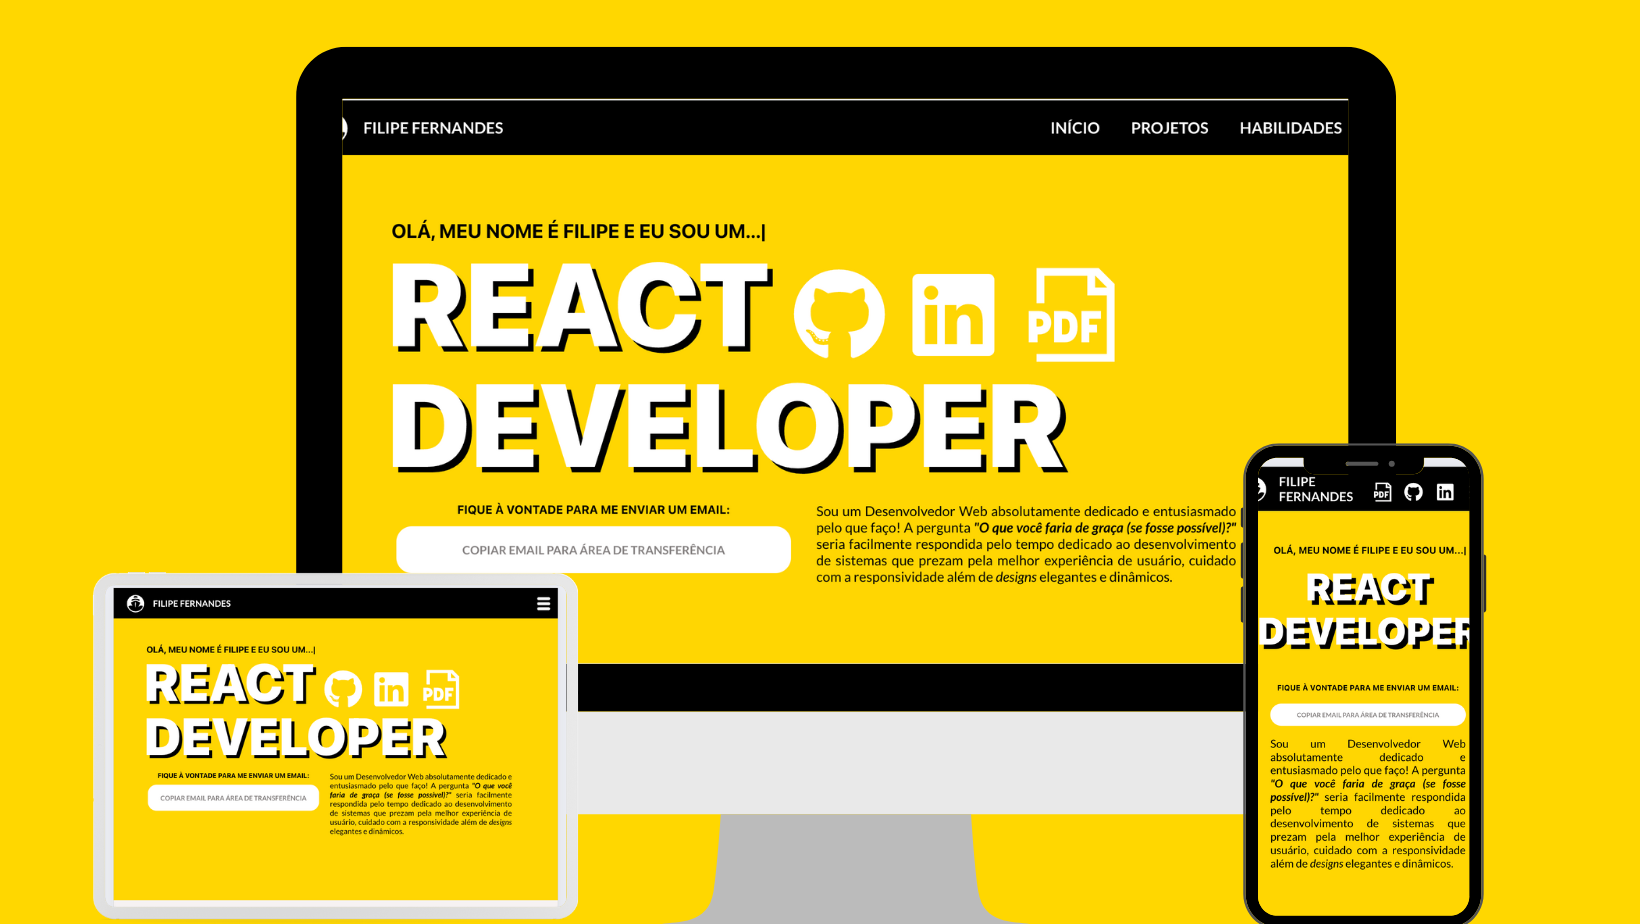 FILIPE FERNANDES
INÍCIO PROJETOS HABILIDADES
OLÁ, MEU NOME É FILIPE E EU SOU UM...|
REACT
in PDF
DEVELOPER
FIQUE À VONTADE PARA ME ENVIAR UM EMAIL:
COPIAR EMAIL PARA ÁREA DE TRANSFERÊNCIA
Sou um Desenvolvedor Web absolutamente dedicado e entusiasmado
pelo que faço! A pergunta "O que você faria de graça (se fosse possível)?"
seria facilmente respondida pelo tempo dedicado ao desenvolvimento
de sistemas que prezam pela melhor experiência de usuário, cuidado
com a responsividade além de designs elegantes e dinâmicos.
FILIPE FERNANDES
OLÁ, MEU NOME É FILIPE E EU SOU UM...|
REACT
in PDF
DEVELOPER
FIQUE À VONTADE PARA ME ENVIAR UM EMAIL:
COPIAR EMAIL PARA ÁREA DE TRANSFERÊNCIA
Sou um Desenvolvedor Web absolutamente dedicado e
entusiasmado pelo que faço! A pergunta "O que você
faria de graça (se fosse possível)?" seria facilmente
respondida pelo tempo dedicado ao desenvolvimento
de sistemas que prezam pela melhor experiência de
usuário, cuidado com a responsividade além de designs
elegantes e dinâmicos.
FILIPE
FERNANDES
PDF in
OLÁ, MEU NOME É FILIPE E EU SOU UM...|
REACT
DEVELOPER
FIQUE À VONTADE PARA ME ENVIAR UM EMAIL:
COPIAR EMAIL PARA ÁREA DE TRANSFERÊNCIA
Sou um Desenvolvedor Web
absolutamente dedicado e
entusiasmado pelo que faço! A pergunta
"O que você faria de graça (se fosse
possível)?" seria facilmente respondida
pelo tempo dedicado ao
desenvolvimento de sistemas que
prezam pela melhor experiência de
usuário, cuidado com a responsividade
além de designs elegantes e dinâmicos.